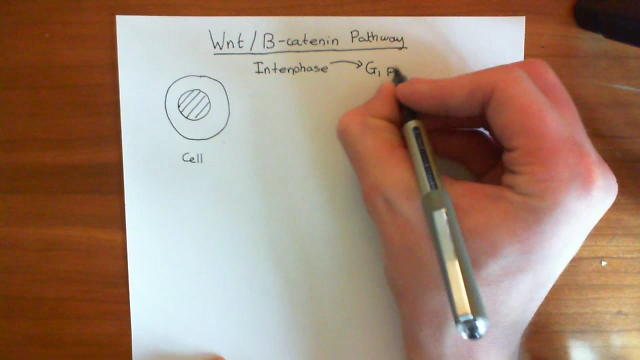 Wnt / B-catenin Pathway
Interphase → G₁ p
Cell